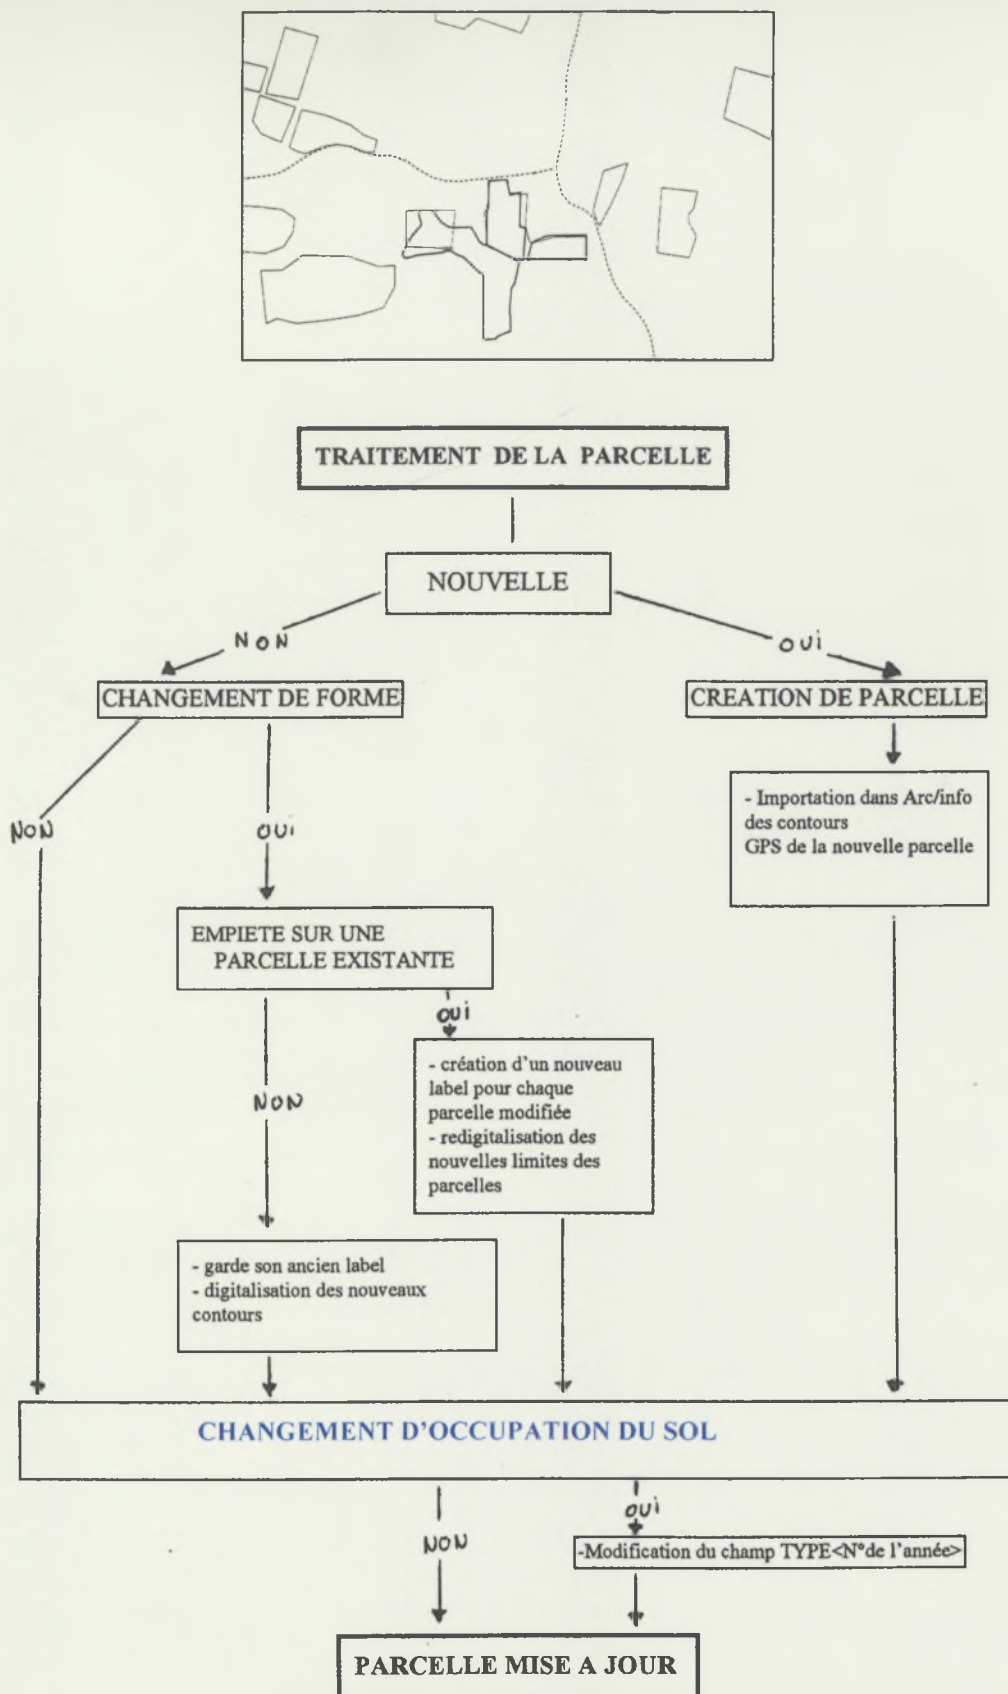 TRAITEMENT DE LA PARCELLE
NOUVELLE
NON
OUi
CHANGEMENT DE FORME
CREATION DE PARCELLE
- Importation dans Arc/info
des contours
GPS de la nouvelle parcelle
NON
OUi
EMPIETE SUR UNE
PARCELLE EXISTANTE
OUi
- création d'un nouveau
label pour chaque
parcelle modifiée
- redigitalisation des
nouvelles limites des
parcelles
NON
- garde son ancien label
- digitalisation des nouveaux
contours
CHANGEMENT D'OCCUPATION DU SOL
NON
OUi
-Modification du champ TYPE<N°de l'année>
PARCELLE MISE A JOUR